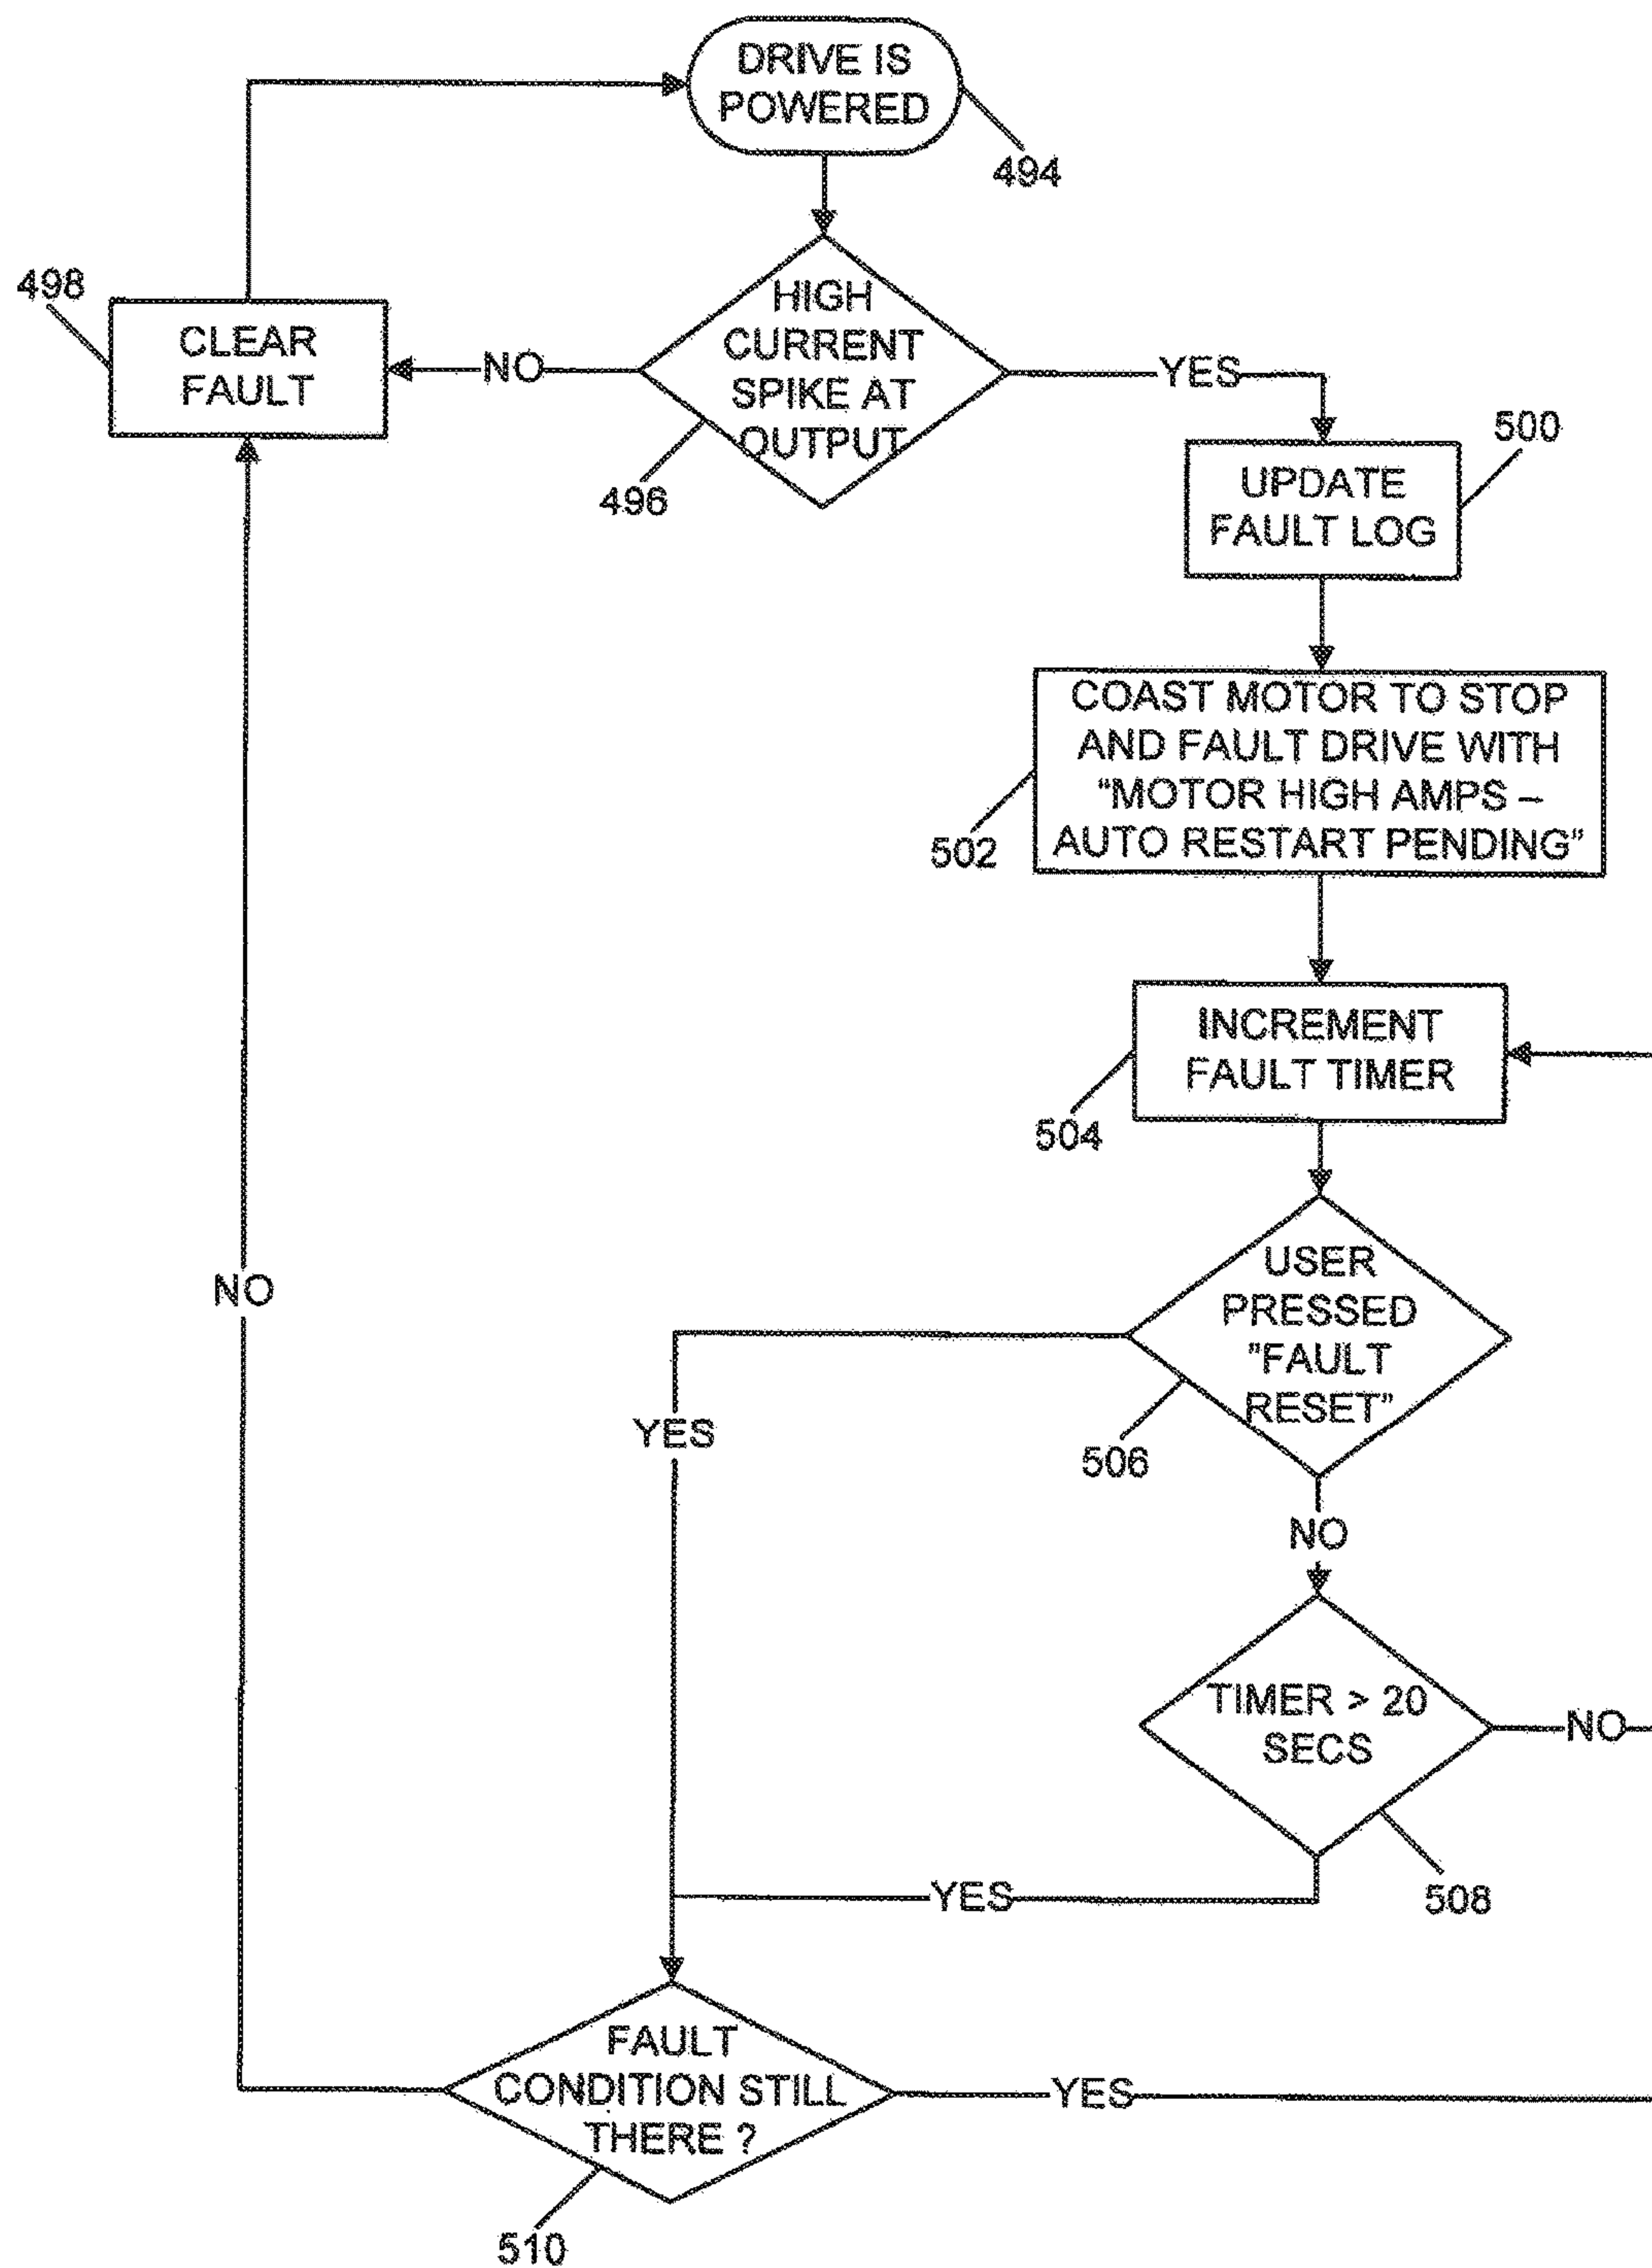 DRIVE IS
POWERED
494
498
CLEAR
FAULT
NO
HIGH
CURRENT
SPIKE AT
OUTPUT
496
YES
500
UPDATE
FAULT LOG
COAST MOTOR TO STOP
AND FAULT DRIVE WITH
"MOTOR HIGH AMPS –
AUTO RESTART PENDING"
502
INCREMENT
FAULT TIMER
504
NO
USER
PRESSED
"FAULT
RESET"
506
YES
NO
TIMER > 20
SECS
NO
508
YES
FAULT
CONDITION STILL
THERE ?
YES
510